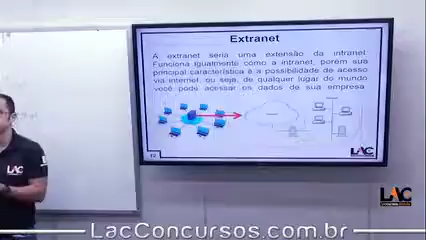 Extranet
A extranet seria uma extensão da intranet.
Funciona igualmente como a intranet, porém sua
principal característica é a possibilidade de acesso
via internet, ou seja, de qualquer lugar do mundo
você pode acessar os dados de sua empresa.
LAC
LAC
LacConcursos.com.br